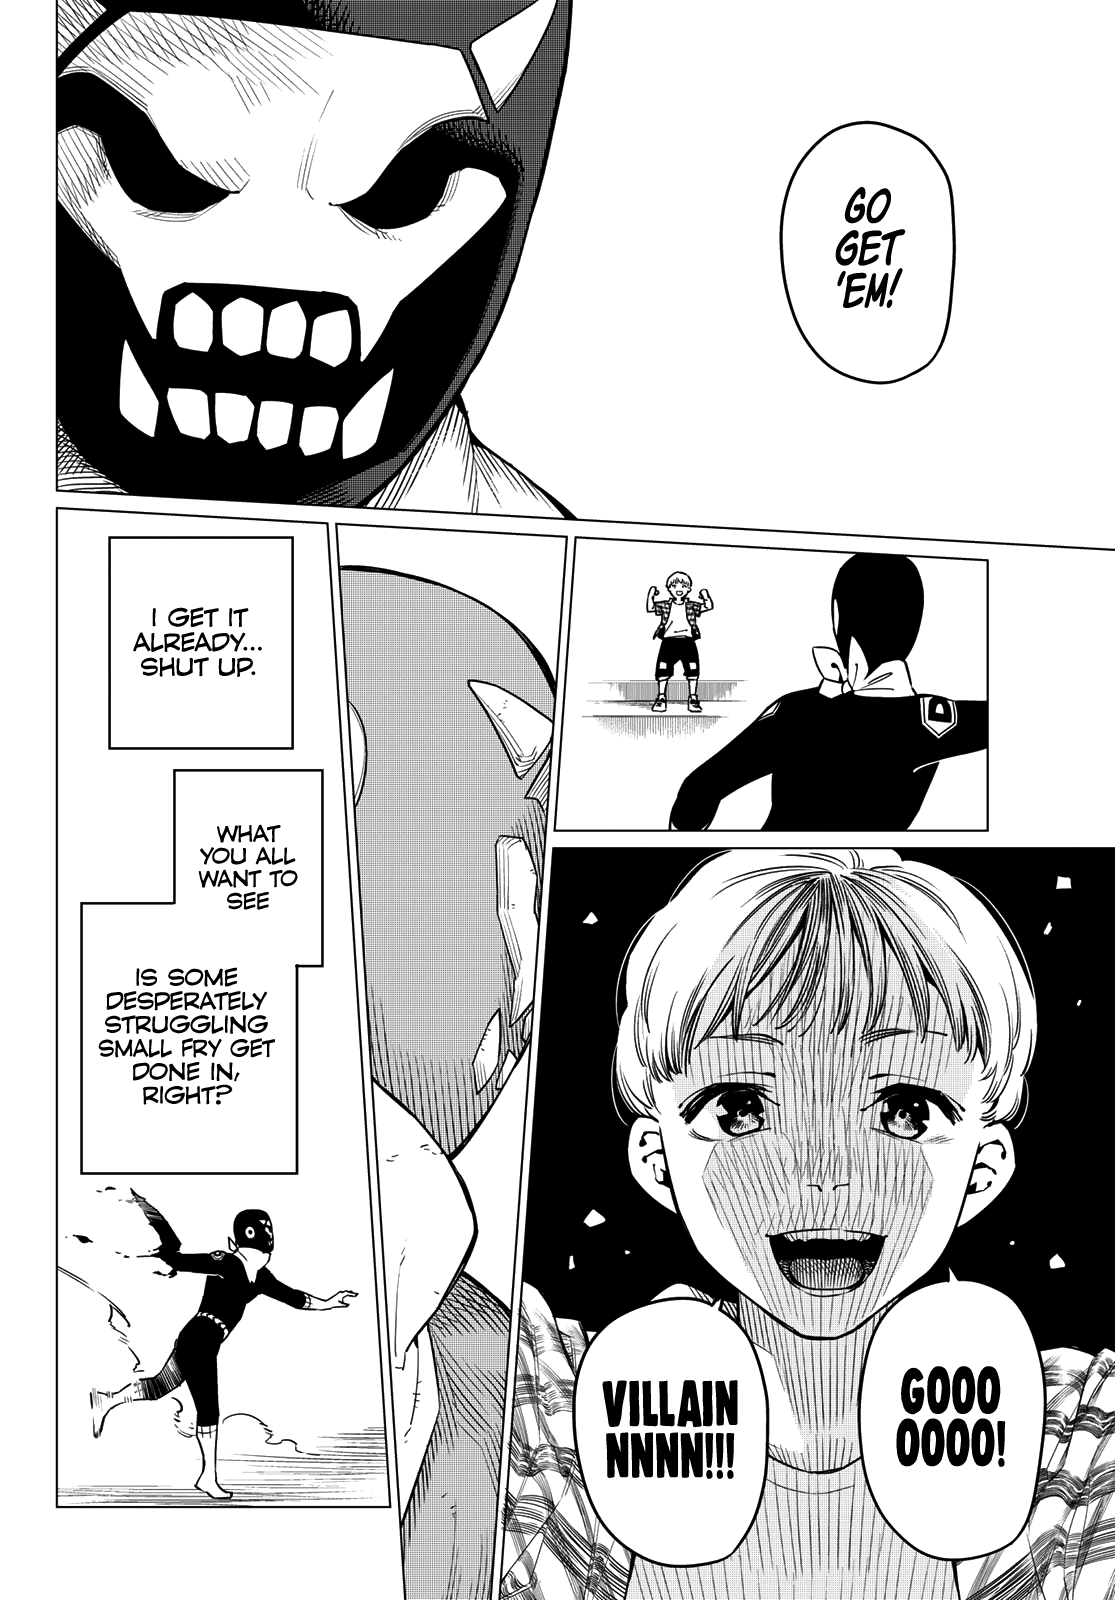 GO
GET
'EM!
D
GOOO
OOOO!
VILLAIN
NNNN!!!
I GET IT
ALREADY...
SHUT UP.
WHAT
YOU ALL
WANT TO
SEE
IS SOME
DESPERATELY
STRUGGLING
SMALL FRY GET
DONE IN,
RIGHT?